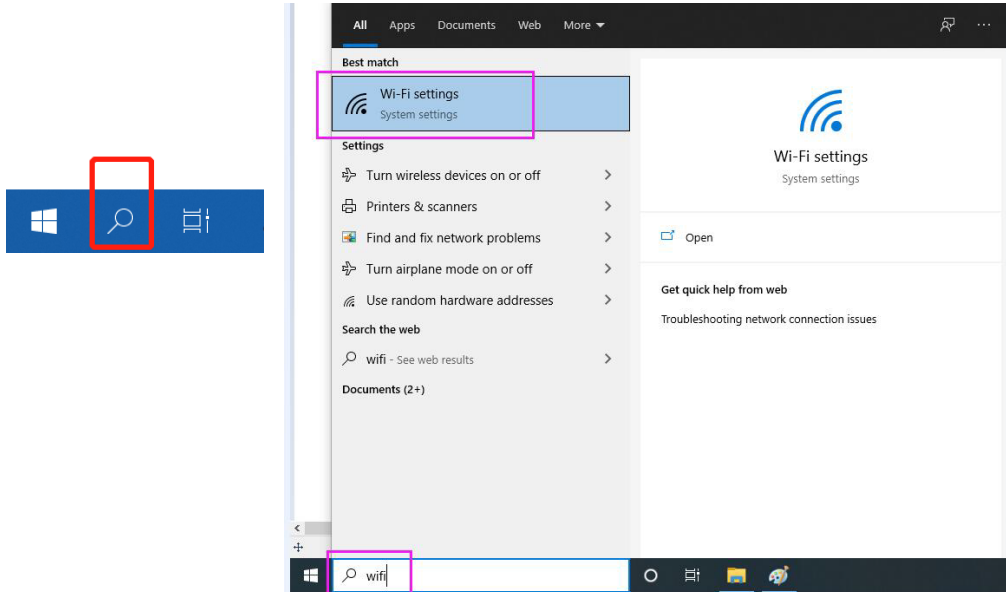 All Apps Documents Web More
Best match
Wi-Fi settings
System settings
Settings
Turn wireless devices on or off
Printers & scanners
Find and fix network problems
Turn airplane mode on or off
Use random hardware addresses
Search the web
wifi - See web results
Documents (2+)
wifi
Wi-Fi settings
System settings
Open
Get quick help from web
Troubleshooting network connection issues